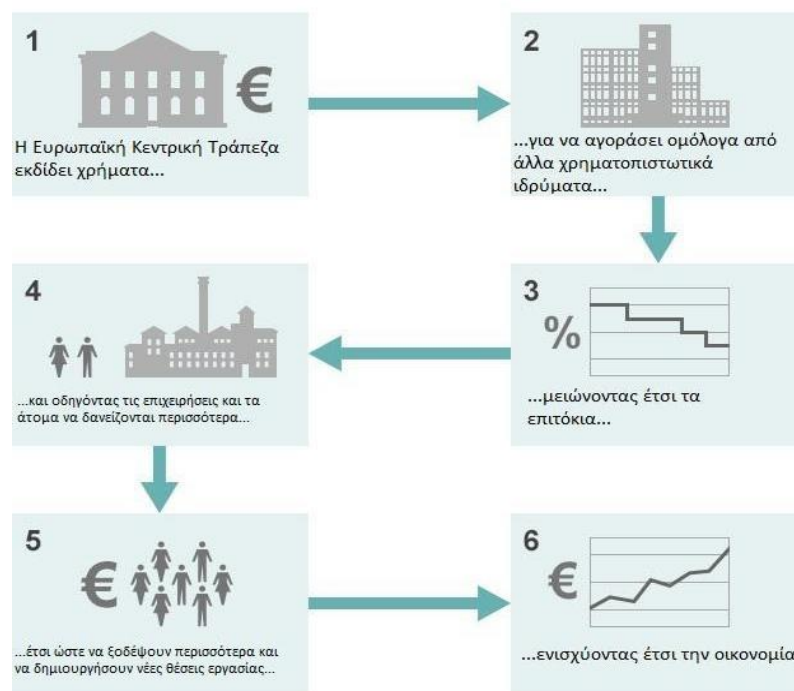 1
€
Η Ευρωπαϊκή Κεντρική Τράπεζα
εκδίδει χρήματα...
2
...για να αγοράσει ομόλογα από
άλλα χρηματοπιστωτικά
ιδρύματα...
3
%
...μειώνοντας έτσι τα
επιτόκια...
4
...και οδηγόντας τις επιχειρήσεις και τα
άτομα να δανείζονται περισσότερα...
5
€
...έτσι ώστε να ξοδέψουν περισσότερα και
να δημιουργήσουν νέες θέσεις εργασίας...
6
€
...ενισχύοντας έτσι την οικονομία